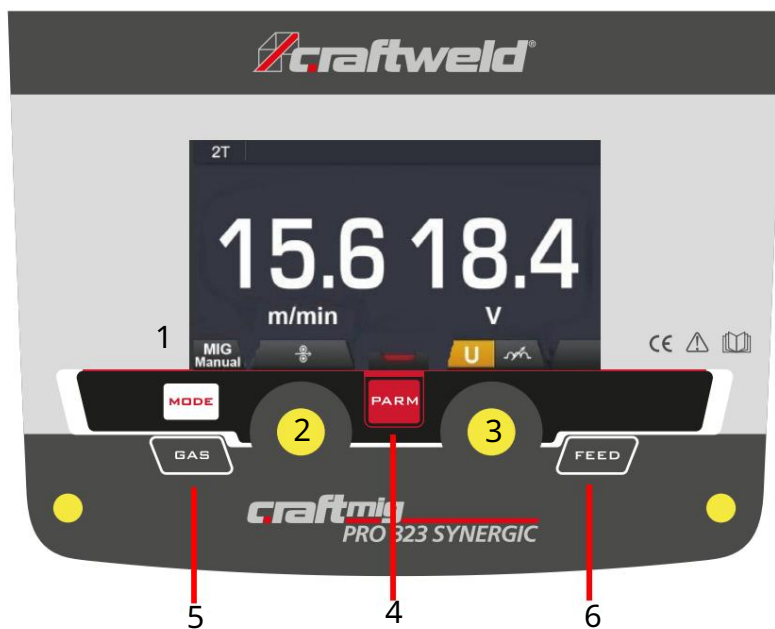 craftweld®
2T
15.6 18.4
m/min V
1
MIG
Manual
U
CE
MODE
PARM
2
3
GAS
FEED
craftmig
PRO 323 SYNERGIC
5
4
6